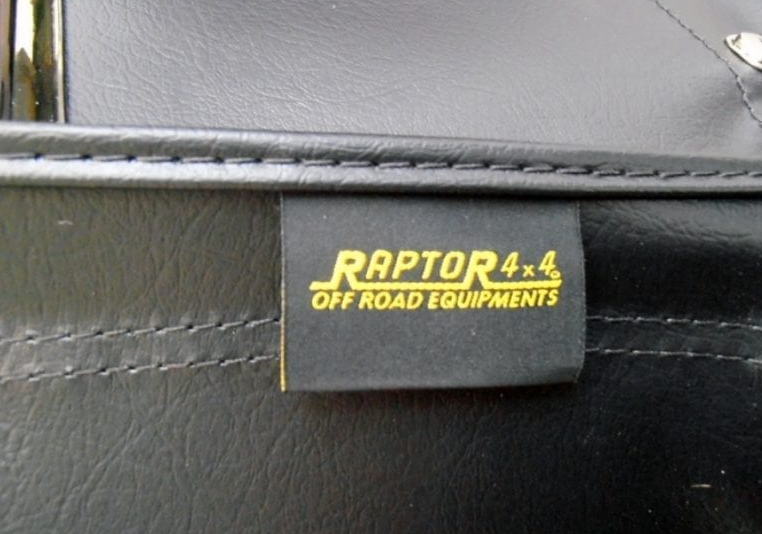 RAPTOR 4x4
OFF ROAD EQUIPMENTS